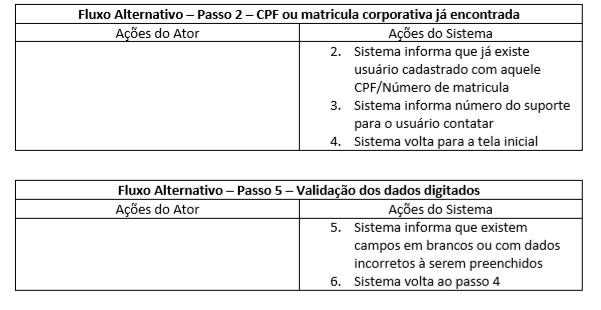 Fluxo Alternativo – Passo 2 – CPF ou matricula corporativa já encontrada
Ações do Ator
Ações do Sistema
2. Sistema informa que já existe
usuário cadastrado com aquele
CPF/Número de matricula
3. Sistema informa número do suporte
para o usuário contatar
4. Sistema volta para a tela inicial
Fluxo Alternativo – Passo 5 – Validação dos dados digitados
Ações do Ator
Ações do Sistema
5. Sistema informa que existem
campos em brancos ou com dados
incorretos à serem preenchidos
6. Sistema volta ao passo 4